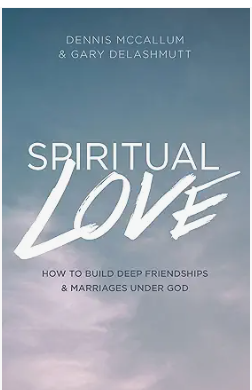 DENNIS MCCALLUM
& GARY DELASHMUTT
SPIRITUAL
LOVE
HOW TO BUILD DEEP FRIENDSHIPS
& MARRIAGES UNDER GOD